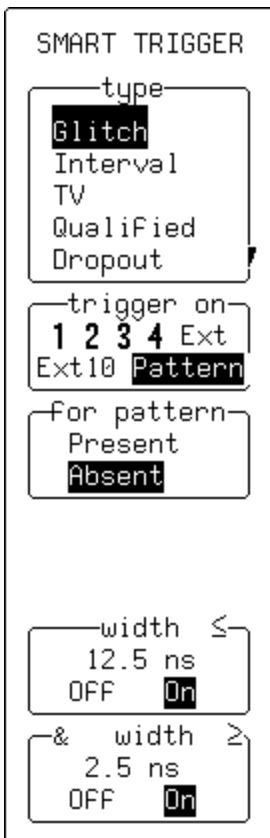 SMART TRIGGER
type
Glitch
Interval
TV
Qualified
Dropout
trigger on
1 2 3 4 Ext
Ext10 Pattern
for pattern
Present
Absent
width ≤
12.5 ns
OFF On
& width ≥
2.5 ns
OFF On